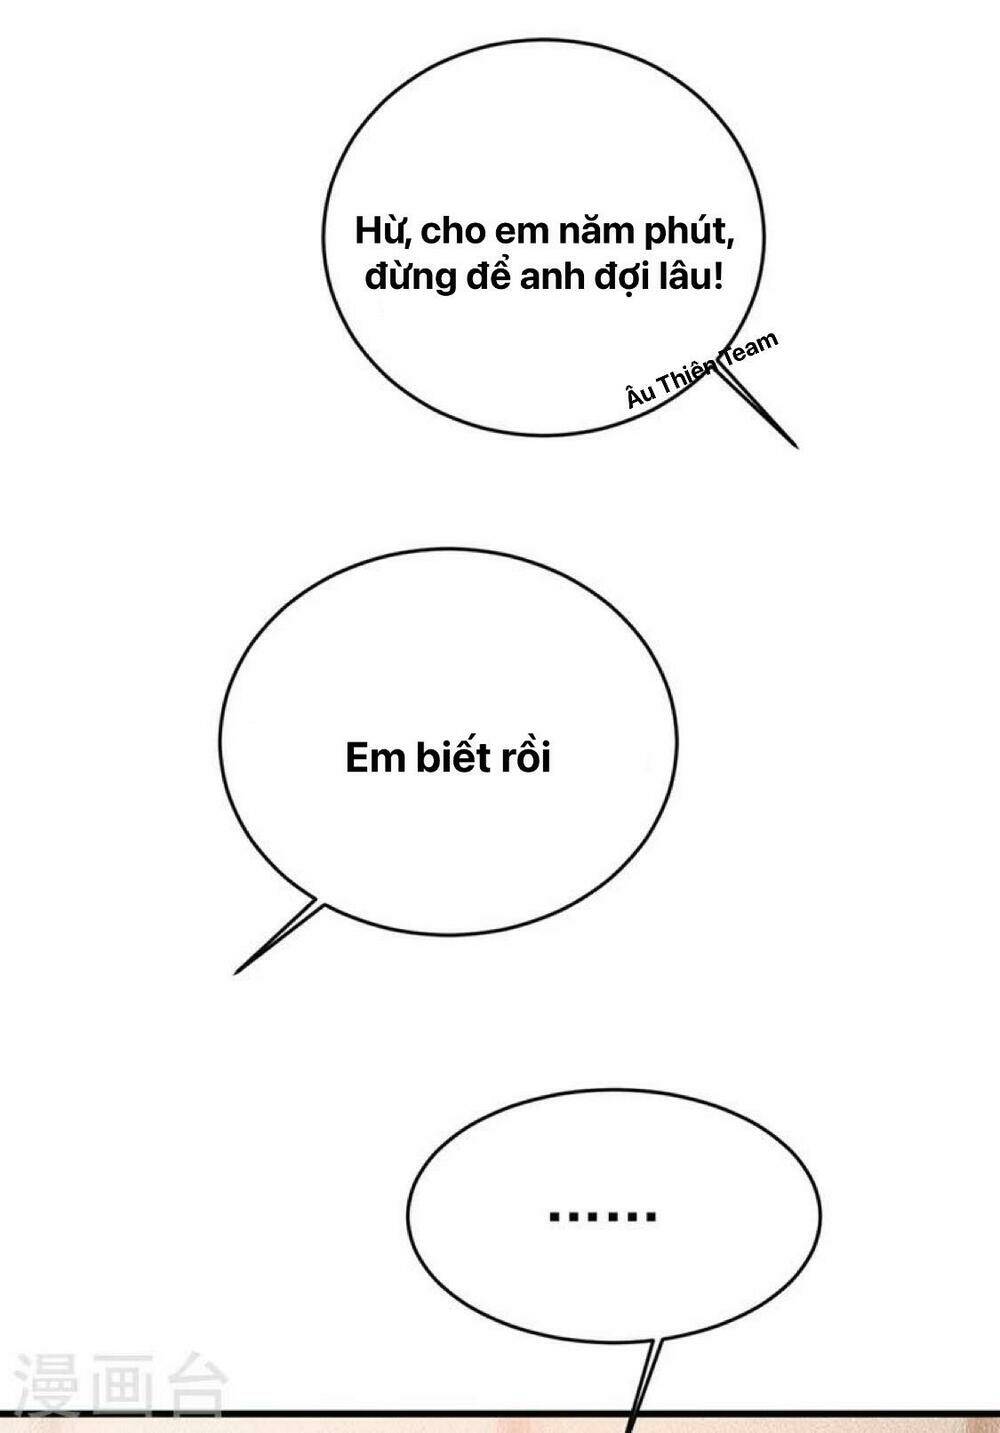 Hừ, cho em năm phút,
đừng để anh đợi lâu!
Âu Thiên Team
Em biết rồi
......
漫画台